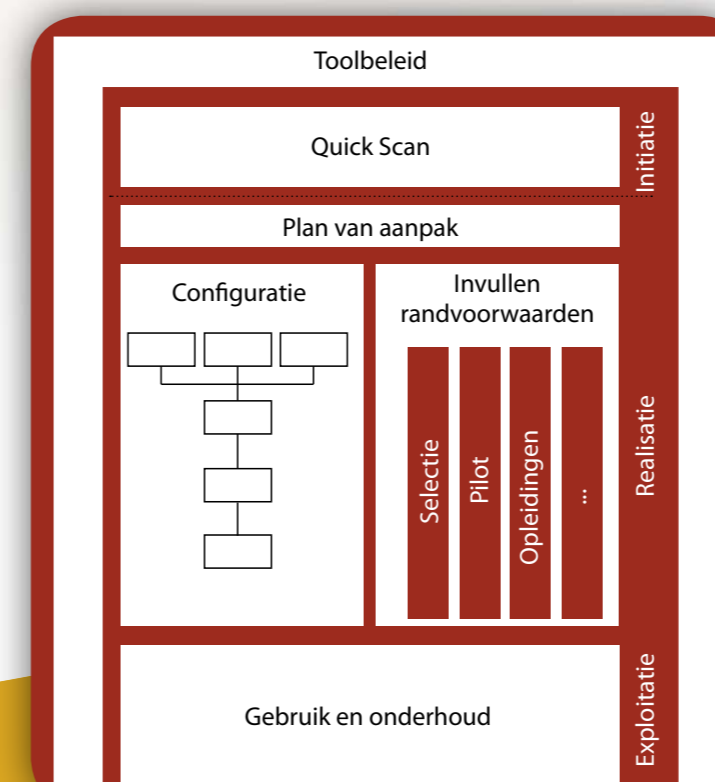 Toolbeleid
Quick Scan
Initiatie
Plan van aanpak
Configuratie
Invullen
randvoorwaarden
Selectie
Pilot
Opleidingen
...
Realisatie
Gebruik en onderhoud
Exploitatie